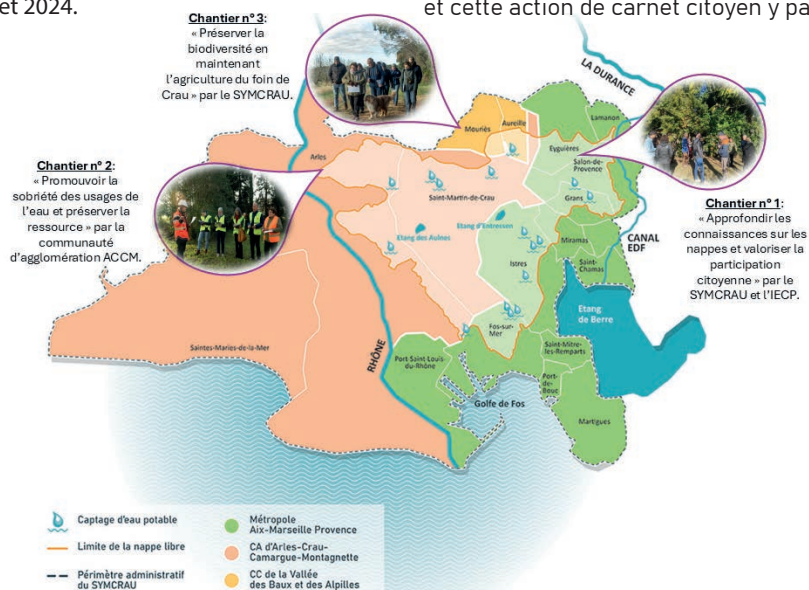 et 2024.
et cette action de carnet citoyen y pa
Chantier n° 3:
« Préserver la
biodiversité en
maintenant
l'agriculture du foin de
Crau » par le SYMCRAU.
LA DURANCE
Chantier n° 2:
« Promouvoir la
sobriété des usages de
l'eau et préserver la
ressource » par la
communauté
d'agglomération ACCM.
Chantier n° 1:
« Approfondir les
connaissances sur les
nappes et valoriser la
participation
citoyenne » par le
SYMCRAU et l'IECP.
Arles
Mouriès
Aureille
Lamanon
Eyguières
Salon-de-
Provence
Grans
Saint-Martin-de-Crau
Etang des Aulnes
Etang d'Entressen
Miramas
CANAL
EDF
Istres
Saint-
Chamas
Etang
de Berre
Fos-sur-
Mer
Saintes-Maries-de-la-Mer
RHÔNE
Port-Saint-Louis
du-Rhône
Saint-Mitre-
les-Remparts
Port-
de-
Bouc
Golfe de Fos
Martigues
Captage d'eau potable
Limite de la nappe libre
Périmètre administratif
du SYMCRAU
Métropole
Aix-Marseille Provence
CA d'Arles-Crau-
Camargue-Montagnette
CC de la Vallée
des Baux et des Alpilles